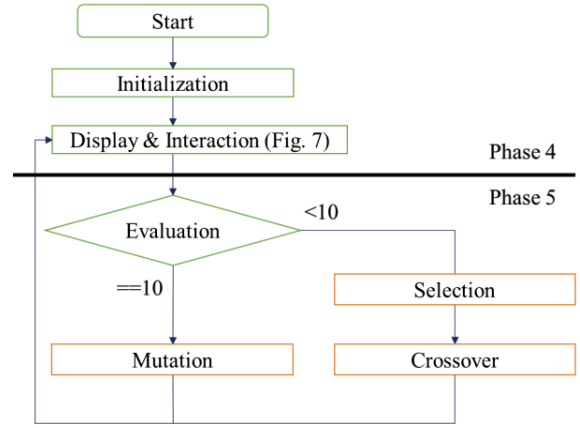 Start
Initialization
Display & Interaction (Fig. 7)
Phase 4
Phase 5
<10
Evaluation
==10
Selection
Mutation
Crossover